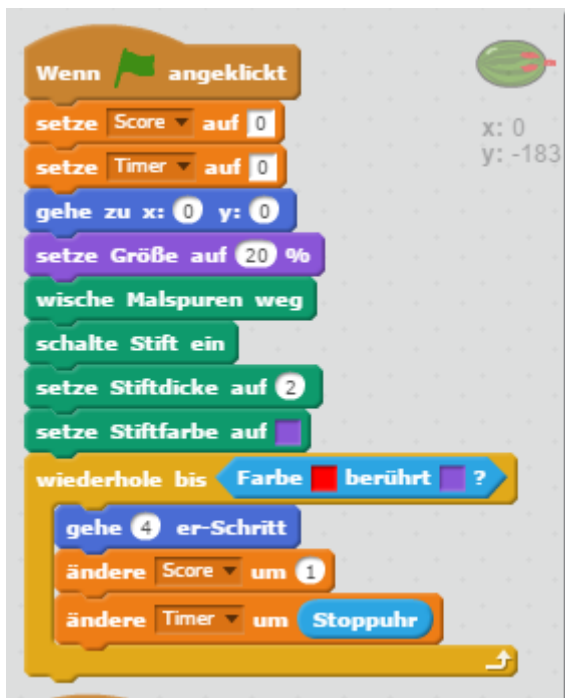 Wenn angeklickt
setze Score auf 0
setze Timer auf 0
gehe zu x: 0 y: 0
setze Größe auf 20 %
wische Malspuren weg
schalte Stift ein
setze Stiftdicke auf 2
setze Stiftfarbe auf
wiederhole bis Farbe berührt ?
gehe 4 er-Schritt
ändere Score um 1
ändere Timer um Stoppuhr
x: 0
y: -183